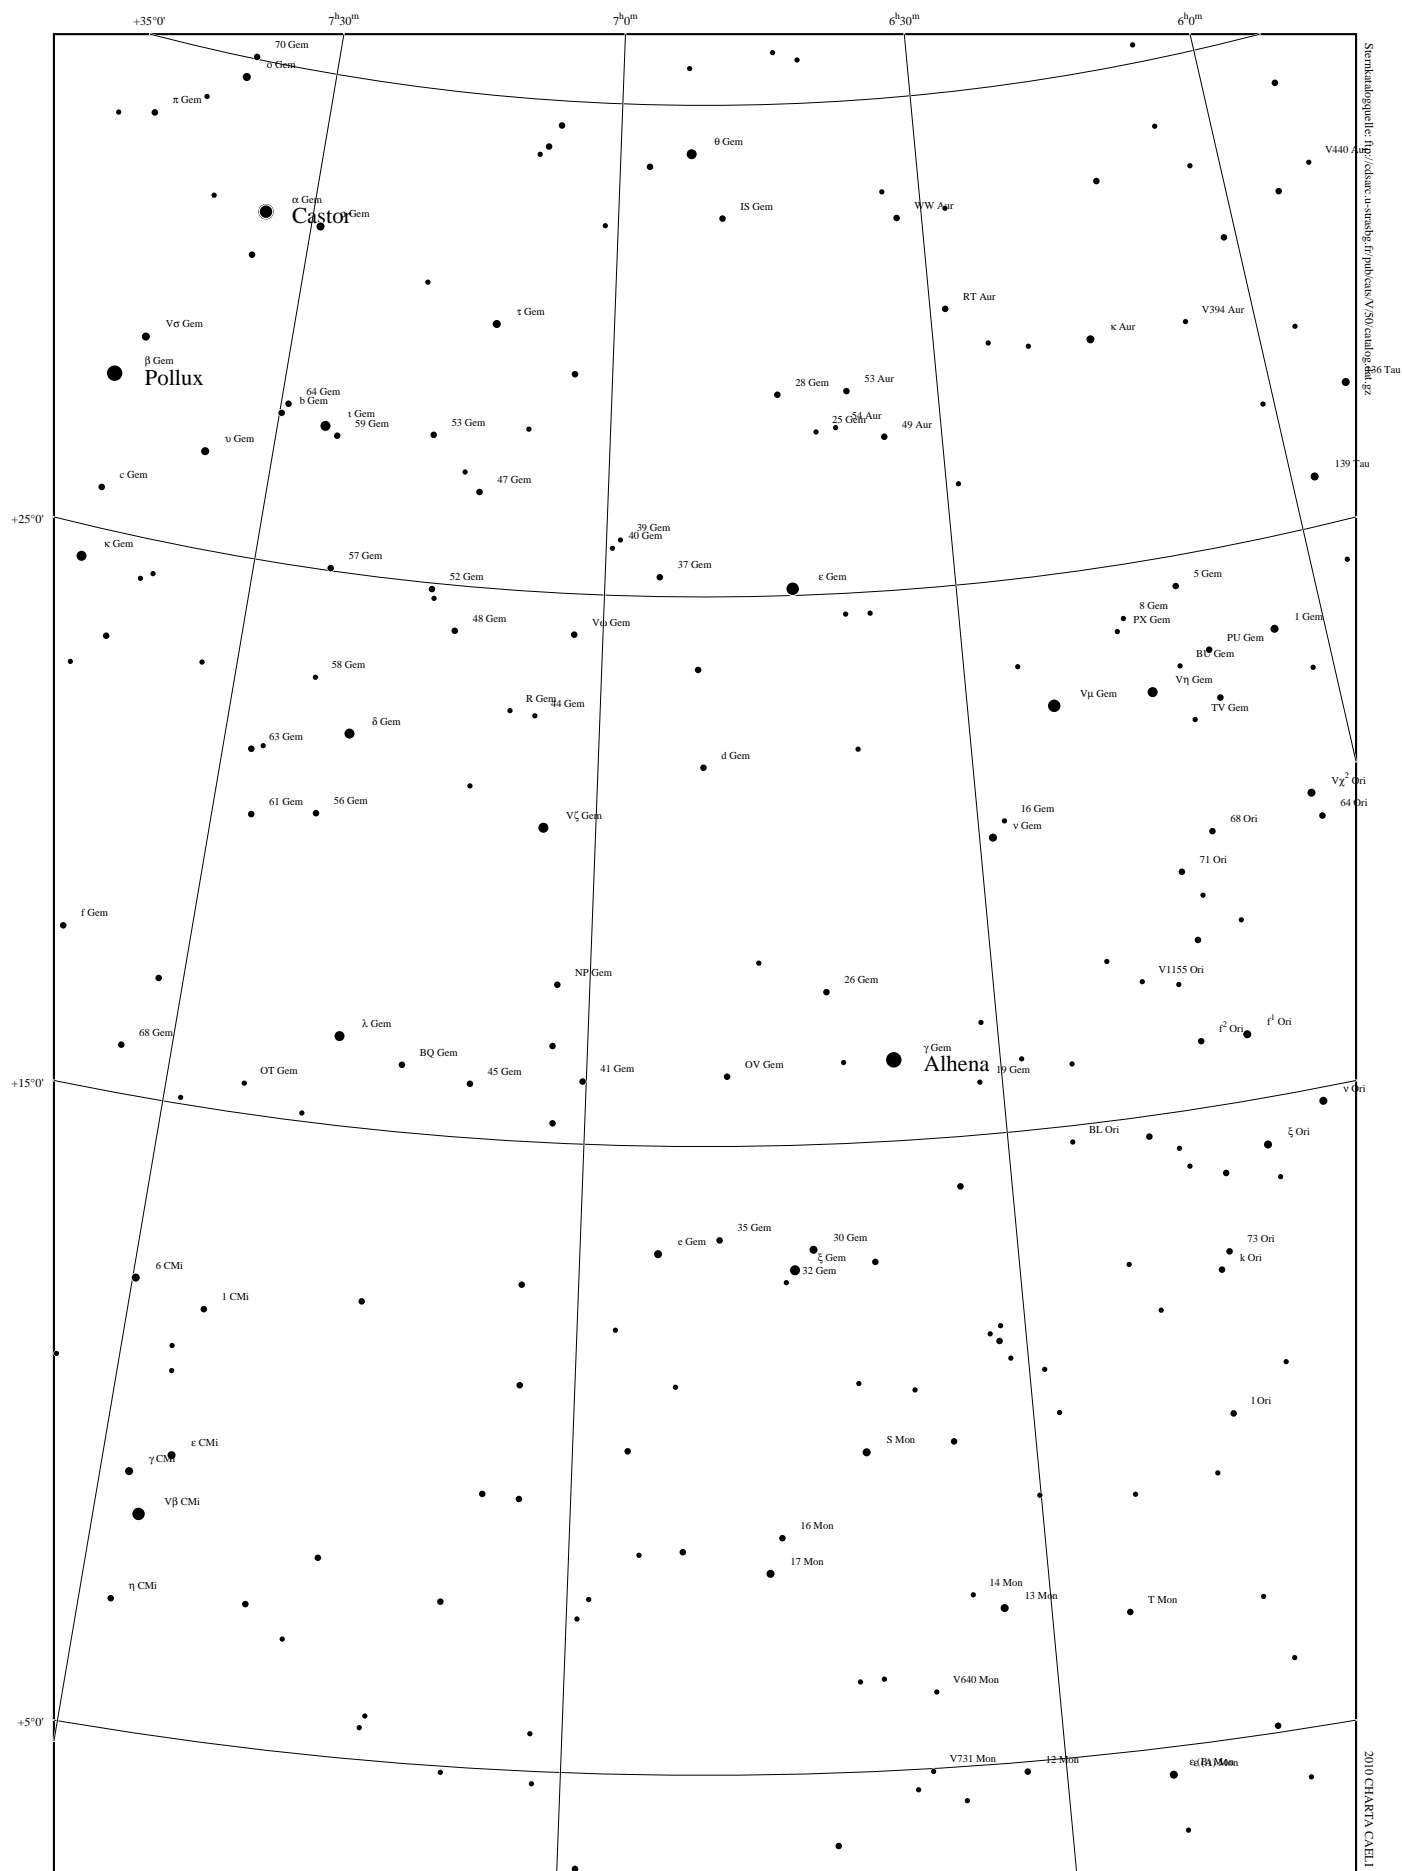 +35°0'
7h30m
7h0m
6h30m
6h0m
70 Gem
ο Gem
π Gem
θ Gem
V440 Aur
α Gem
Castor
ρ Gem
IS Gem
WW Aur
RT Aur
V394 Aur
τ Gem
κ Aur
Vσ Gem
β Gem
Pollux
136 Tau
28 Gem
53 Aur
64 Gem
b Gem
ι Gem
59 Gem
53 Gem
54 Aur
25 Gem
49 Aur
υ Gem
139 Tau
c Gem
47 Gem
+25°0'
39 Gem
40 Gem
κ Gem
57 Gem
37 Gem
52 Gem
ε Gem
5 Gem
8 Gem
PX Gem
1 Gem
48 Gem
Vω Gem
PU Gem
BU Gem
58 Gem
Vη Gem
Vμ Gem
R Gem
44 Gem
TV Gem
δ Gem
63 Gem
d Gem
Vχ2 Ori
64 Ori
61 Gem
56 Gem
Vζ Gem
16 Gem
ν Gem
68 Ori
71 Ori
f Gem
NP Gem
26 Gem
V1155 Ori
68 Gem
λ Gem
f2 Ori
f1 Ori
BQ Gem
γ Gem
Alhena
OT Gem
45 Gem
41 Gem
OV Gem
19 Gem
+15°0'
ν Ori
BL Ori
ξ Ori
e Gem
35 Gem
30 Gem
ξ Gem
32 Gem
73 Ori
k Ori
6 CMi
1 CMi
l Ori
ε CMi
γ CMi
S Mon
Vβ CMi
16 Mon
17 Mon
η CMi
14 Mon
13 Mon
T Mon
V640 Mon
+5°0'
V731 Mon
12 Mon
Sternkatalogquelle: ftp://cdsarc.u-strasbg.fr/pub/cats/V/50/catalog.dat.gz
2010 CHARTA CAELI